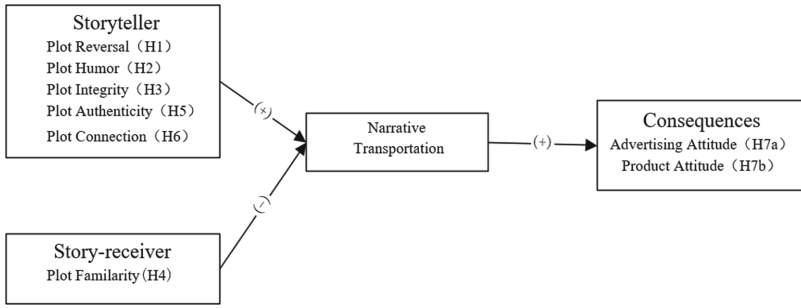 Storyteller
Plot Reversal（H1）
Plot Humor（H2）
Plot Integrity（H3）
Plot Authenticity（H5）
Plot Connection（H6）
(+)
Narrative
Transportation
(+)
Consequences
Advertising Attitude（H7a）
Product Attitude（H7b）
(−)
Story-receiver
Plot Familarity(H4)